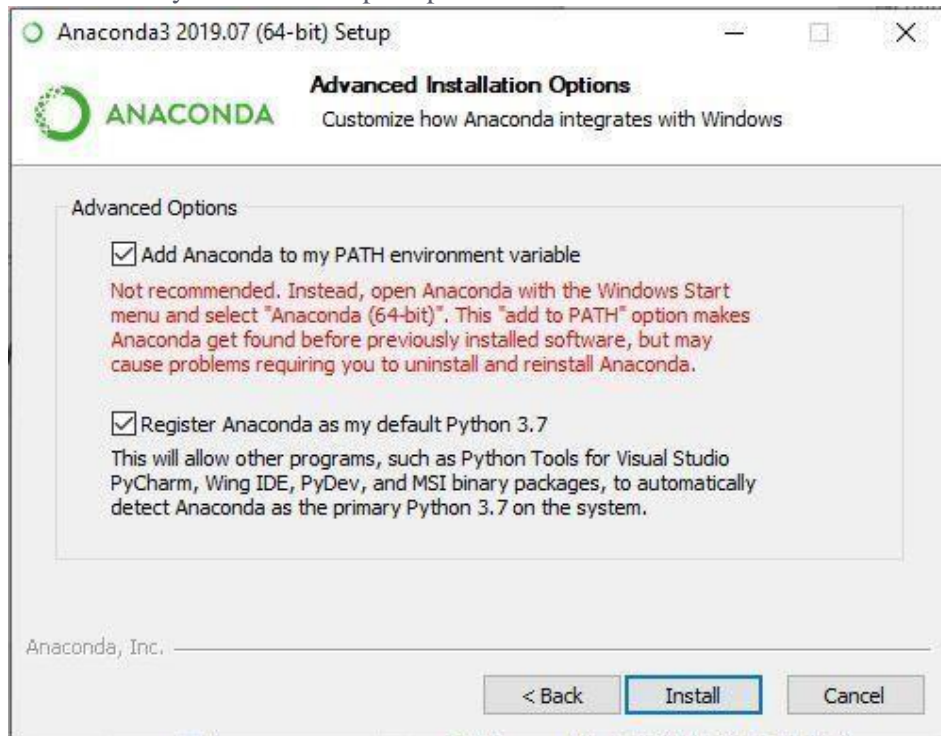 Anaconda3 2019.07 (64-bit) Setup
ANACONDA
Advanced Installation Options
Customize how Anaconda integrates with Windows
Advanced Options
Add Anaconda to my PATH environment variable
Not recommended. Instead, open Anaconda with the Windows Start
menu and select "Anaconda (64-bit)". This "add to PATH" option makes
Anaconda get found before previously installed software, but may
cause problems requiring you to uninstall and reinstall Anaconda.
Register Anaconda as my default Python 3.7
This will allow other programs, such as Python Tools for Visual Studio
PyCharm, Wing IDE, PyDev, and MSI binary packages, to automatically
detect Anaconda as the primary Python 3.7 on the system.
Anaconda, Inc.
< Back
Install
Cancel